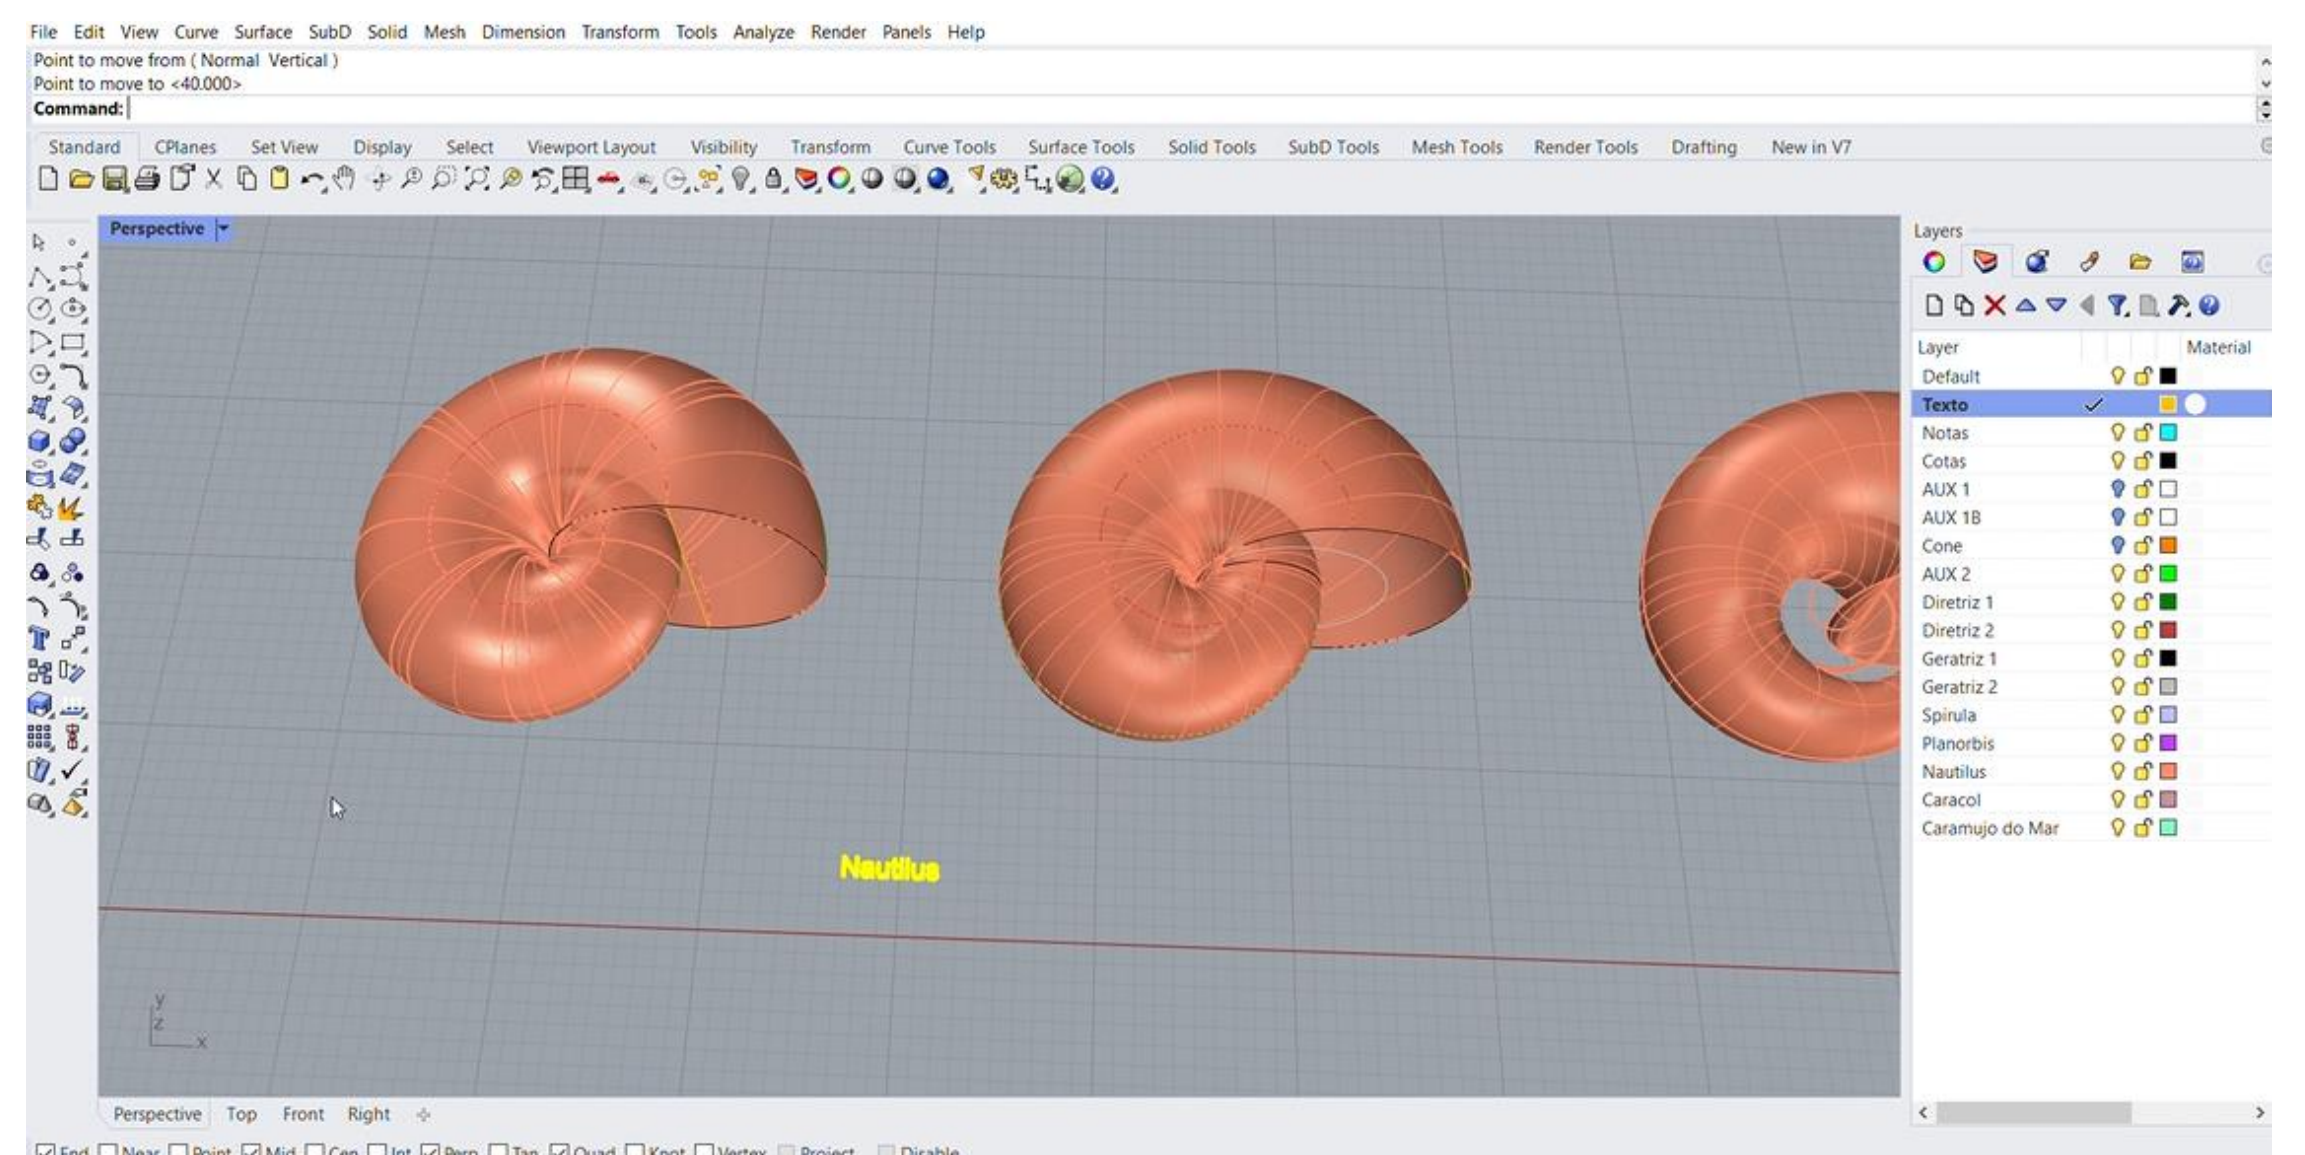 File Edit View Curve Surface SubD Solid Mesh Dimension Transform Tools Analyze Render Panels Help
Point to move from ( Normal Vertical )
Point to move to <40.000>
Command:
Standard CPlanes Set View Display Select Viewport Layout Visibility Transform Curve Tools Surface Tools Solid Tools SubD Tools Mesh Tools Render Tools Drafting New in V7
Perspective
Layers
Layer Material
Default
Texto
Notas
Cotas
AUX 1
AUX 1B
Cone
AUX 2
Diretriz 1
Diretriz 2
Geratriz 1
Geratriz 2
Spirula
Planorbis
Nautilus
Caracol
Caramujo do Mar
Nautilus
y
z
x
Perspective Top Front Right
End Near Point Mid Cen Int Perp Tan Quad Knot Vertex Project Disable